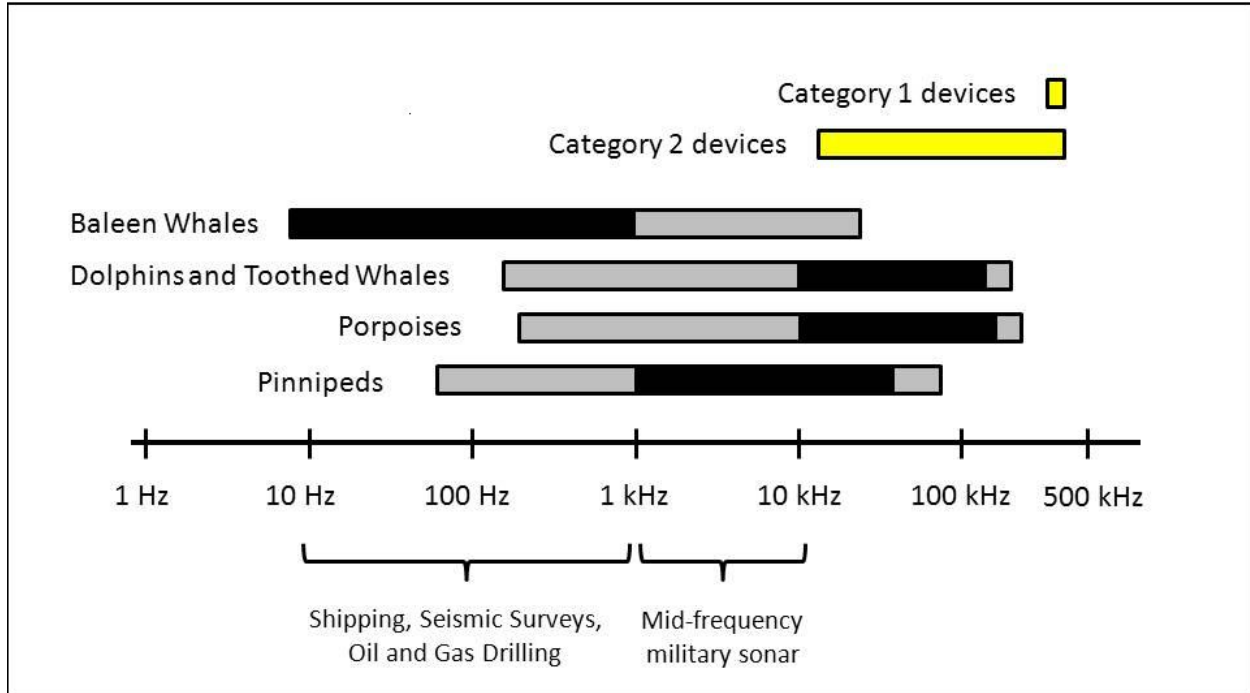 Category 1 devices
Category 2 devices
Baleen Whales
Dolphins and Toothed Whales
Porpoises
Pinnipeds
1 Hz 10 Hz 100 Hz 1 kHz 10 kHz 100 kHz 500 kHz
Shipping, Seismic Surveys,
Oil and Gas Drilling
Mid-frequency
military sonar